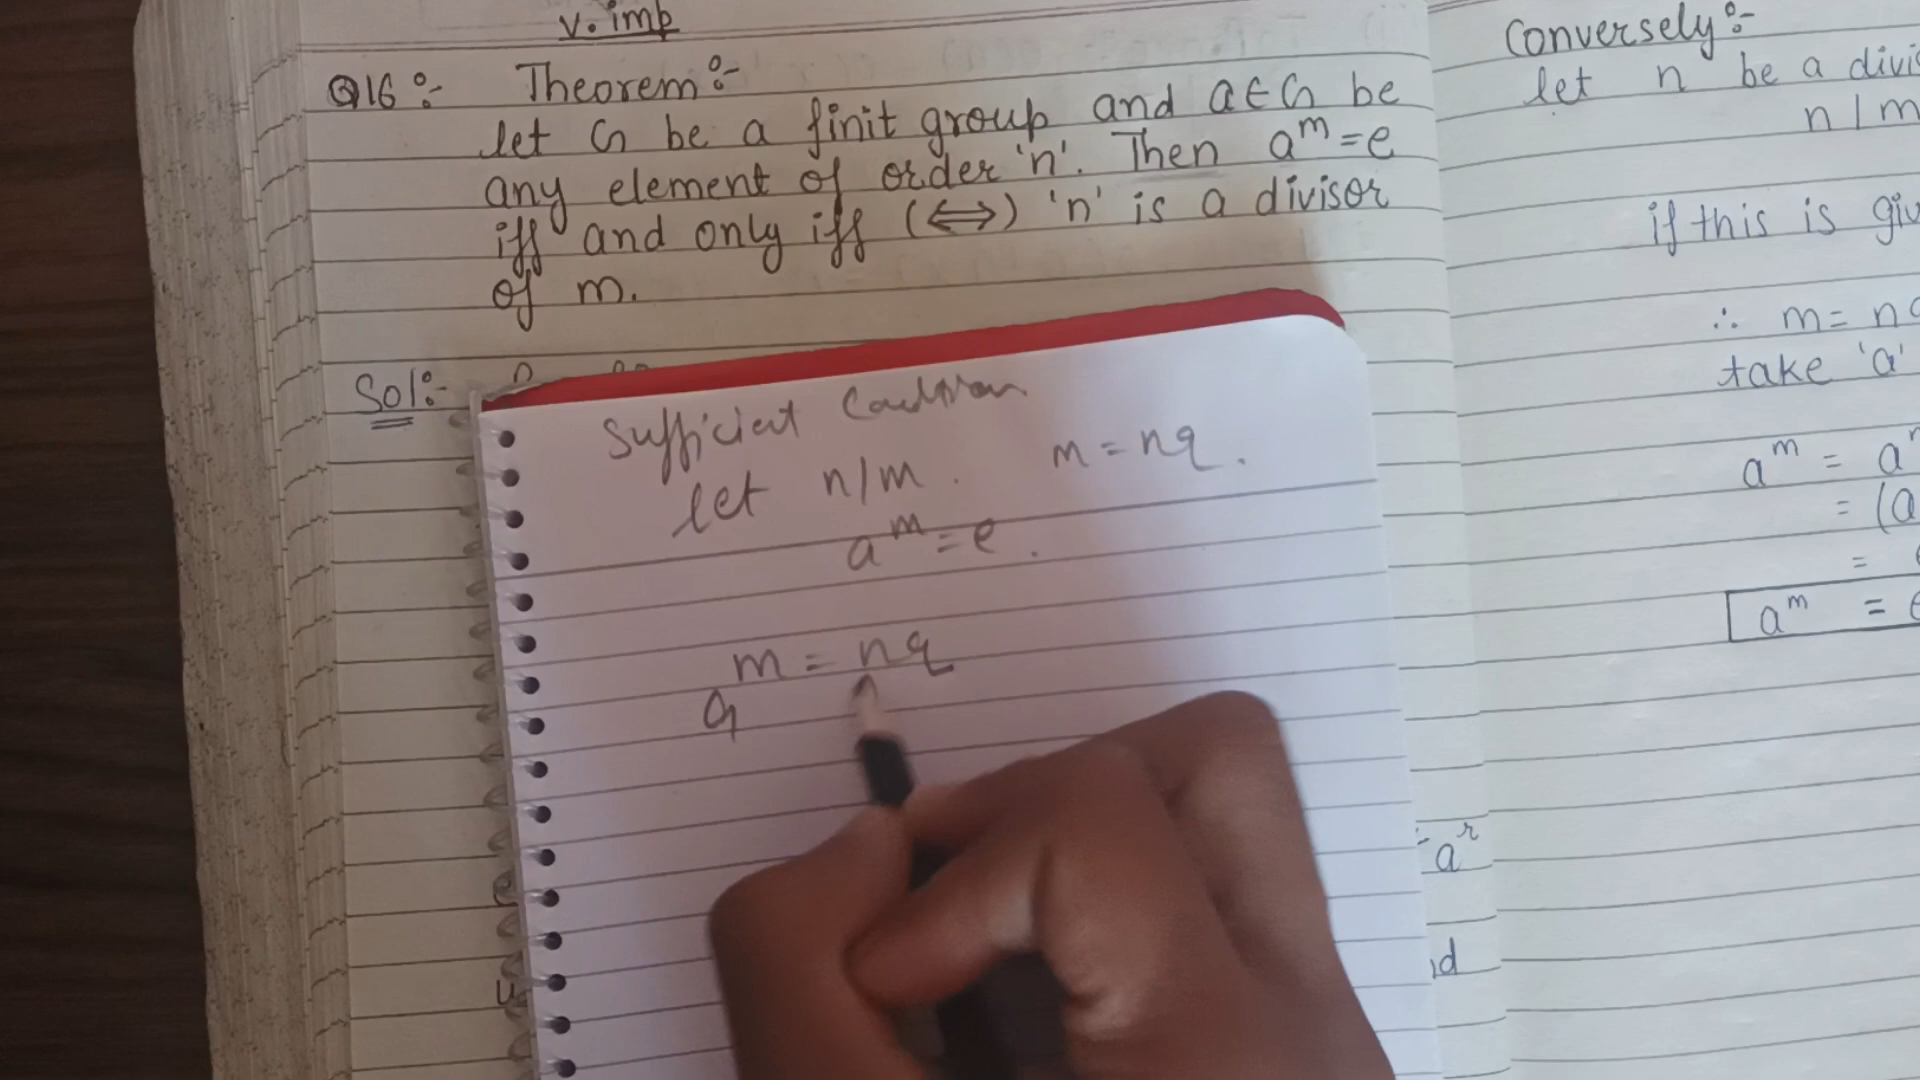 v. imp
Q16:- Theorem:-
let G be a finit group and a∈G be
any element of order 'n'. Then a^m = e
iff and only iff (⟺) 'n' is a divisor
of m.
Sol:-
Sufficient
let n/m. m = nq.
a^m = e.
m = nq
a
Conversely:-
let n be a divi
n | m
if this is giv
∴ m = n
take 'a'
a^m = a
= (a
=
a^m =
a^r
d